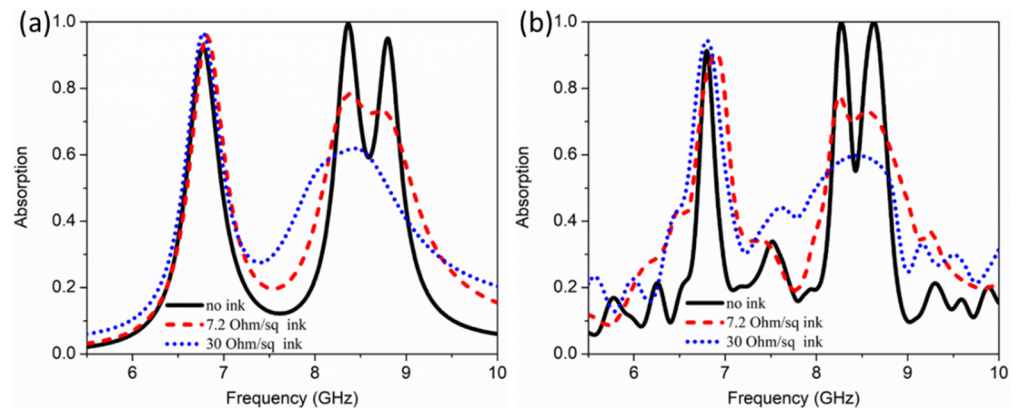 (a)
1.0
0.8
0.6
0.4
0.2
0.0
Absorption
no ink
7.2 Ohm/sq ink
30 Ohm/sq ink
6 7 8 9 10
Frequency (GHz)
(b)
1.0
0.8
0.6
0.4
0.2
0.0
Absorption
no ink
7.2 Ohm/sq ink
30 Ohm/sq ink
6 7 8 9 10
Frequency (GHz)